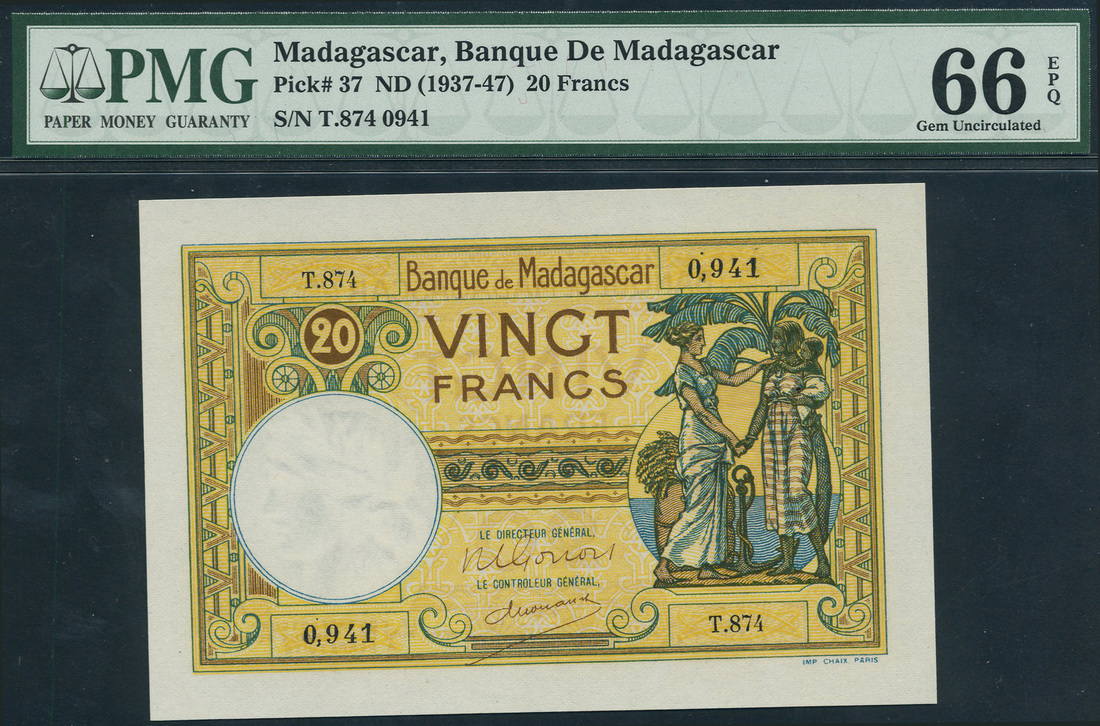 PMG
PAPER MONEY GUARANTY
Madagascar, Banque De Madagascar
Pick# 37 ND (1937-47) 20 Francs
S/N T.874 0941
66
EPQ
Gem Uncirculated
T.874
Banque de Madagascar
0,941
20
VINGT
FRANCS
LE DIRECTEUR GÉNÉRAL,
LE CONTROLEUR GÉNÉRAL,
0,941
T.874
IMP CHAIX PARIS